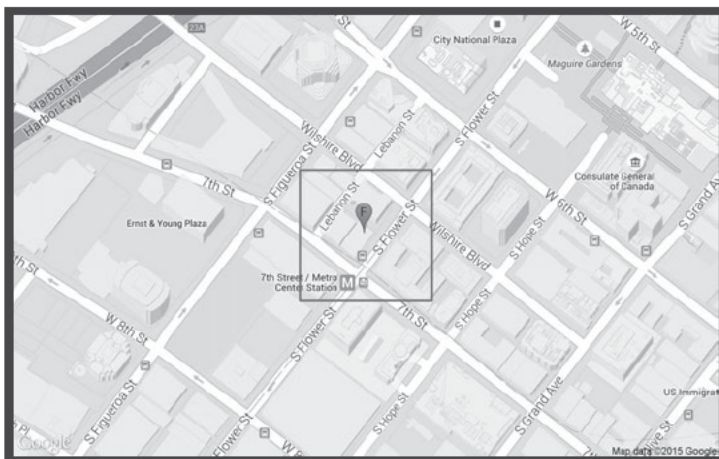 23A
City National Plaza
W 5th St
Maguire Gardens
Harbor Fwy
Harbor Fwy
Wilshire Blvd
Lebanon St
S Flower St
S Figueroa St
7th St
W 6th St
Consulate General
of Canada
S Grand Ave
Lebanon St
F
Ernst & Young Plaza
S Flower St
S Hope St
Wilshire Blvd
7th Street / Metro
Center Station
M
7th St
S Hope St
W 8th St
S Flower St
S Figueroa St
S Hope St
S Grand Ave
US Immigrat
Flower St
W 8
Google
Map data ©2015 Google